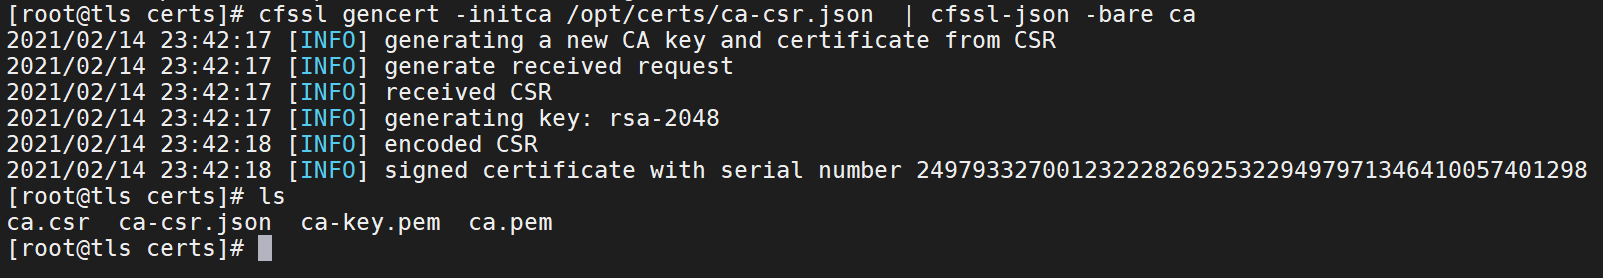 [root@tls certs]# cfssl gencert -initca /opt/certs/ca-csr.json  | cfssl-json -bare ca
2021/02/14 23:42:17 [INFO] generating a new CA key and certificate from CSR
2021/02/14 23:42:17 [INFO] generate received request
2021/02/14 23:42:17 [INFO] received CSR
2021/02/14 23:42:17 [INFO] generating key: rsa-2048
2021/02/14 23:42:18 [INFO] encoded CSR
2021/02/14 23:42:18 [INFO] signed certificate with serial number 249793327001232228269253229497971346410057401298
[root@tls certs]# ls
ca.csr  ca-csr.json  ca-key.pem  ca.pem
[root@tls certs]#